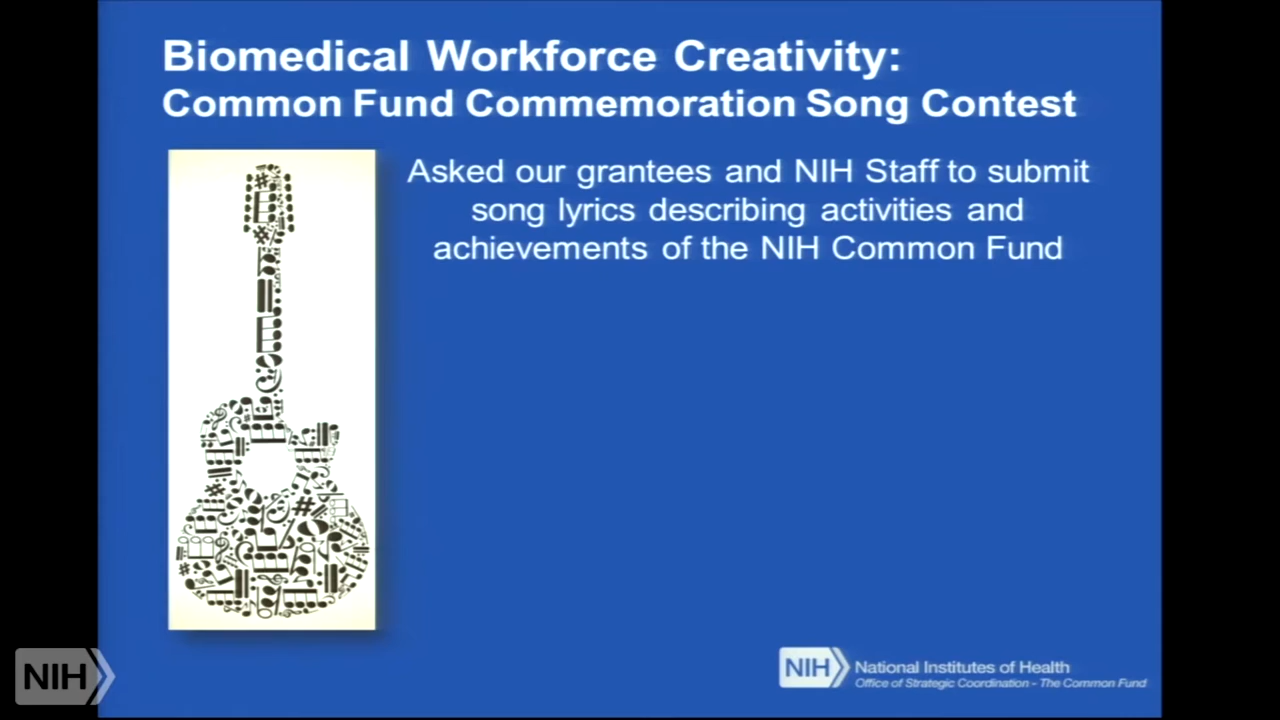 Biomedical Workforce Creativity:
Common Fund Commemoration Song Contest
Asked our grantees and NIH Staff to submit
song lyrics describing activities and
achievements of the NIH Common Fund
NIH
NIH
National Institutes of Health
Office of Strategic Coordination - The Common Fund